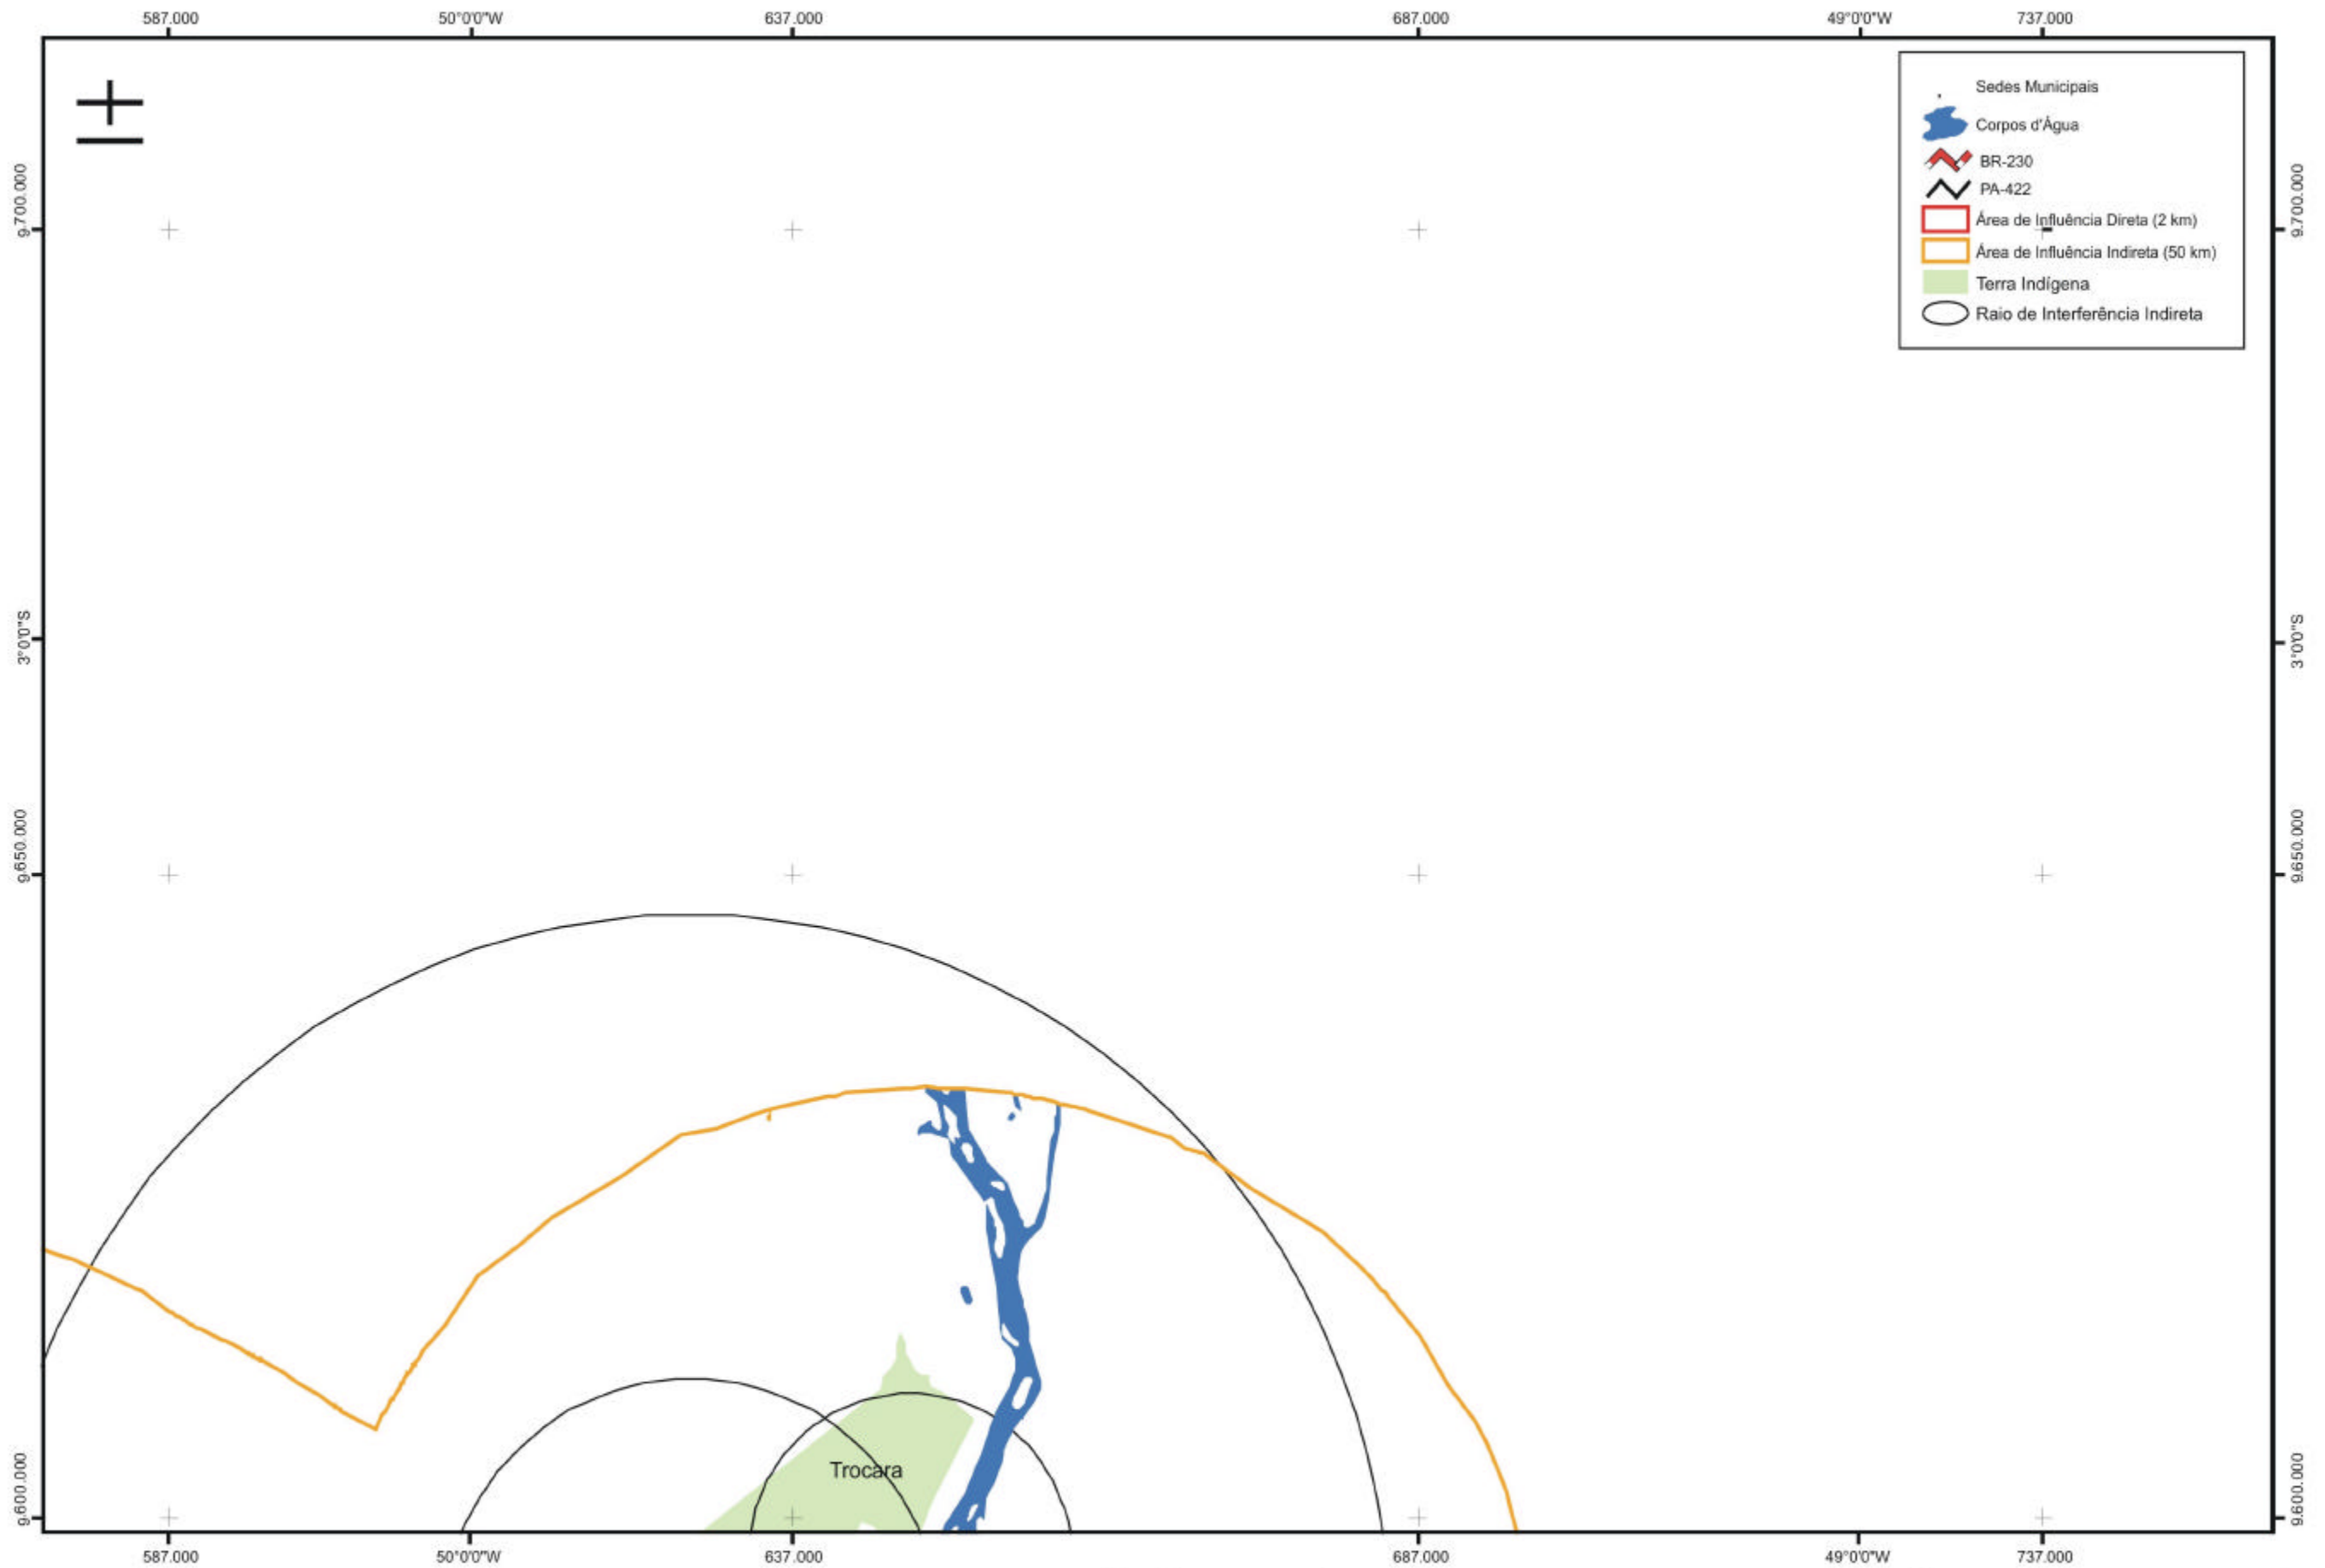 587.000 50°0'0"W 637.000 687.000 49°0'0"W 737.000
Sedes Municipais
Corpos d'Água
BR-230
PA-422
Área de Influência Direta (2 km)
Área de Influência Indireta (50 km)
Terra Indígena
Raio de Interferência Indireta
9.700.000 9.700.000
3°0'0"S 3°0'0"S
9.650.000 9.650.000
Trocara
9.600.000 9.600.000
587.000 50°0'0"W 637.000 687.000 49°0'0"W 737.000